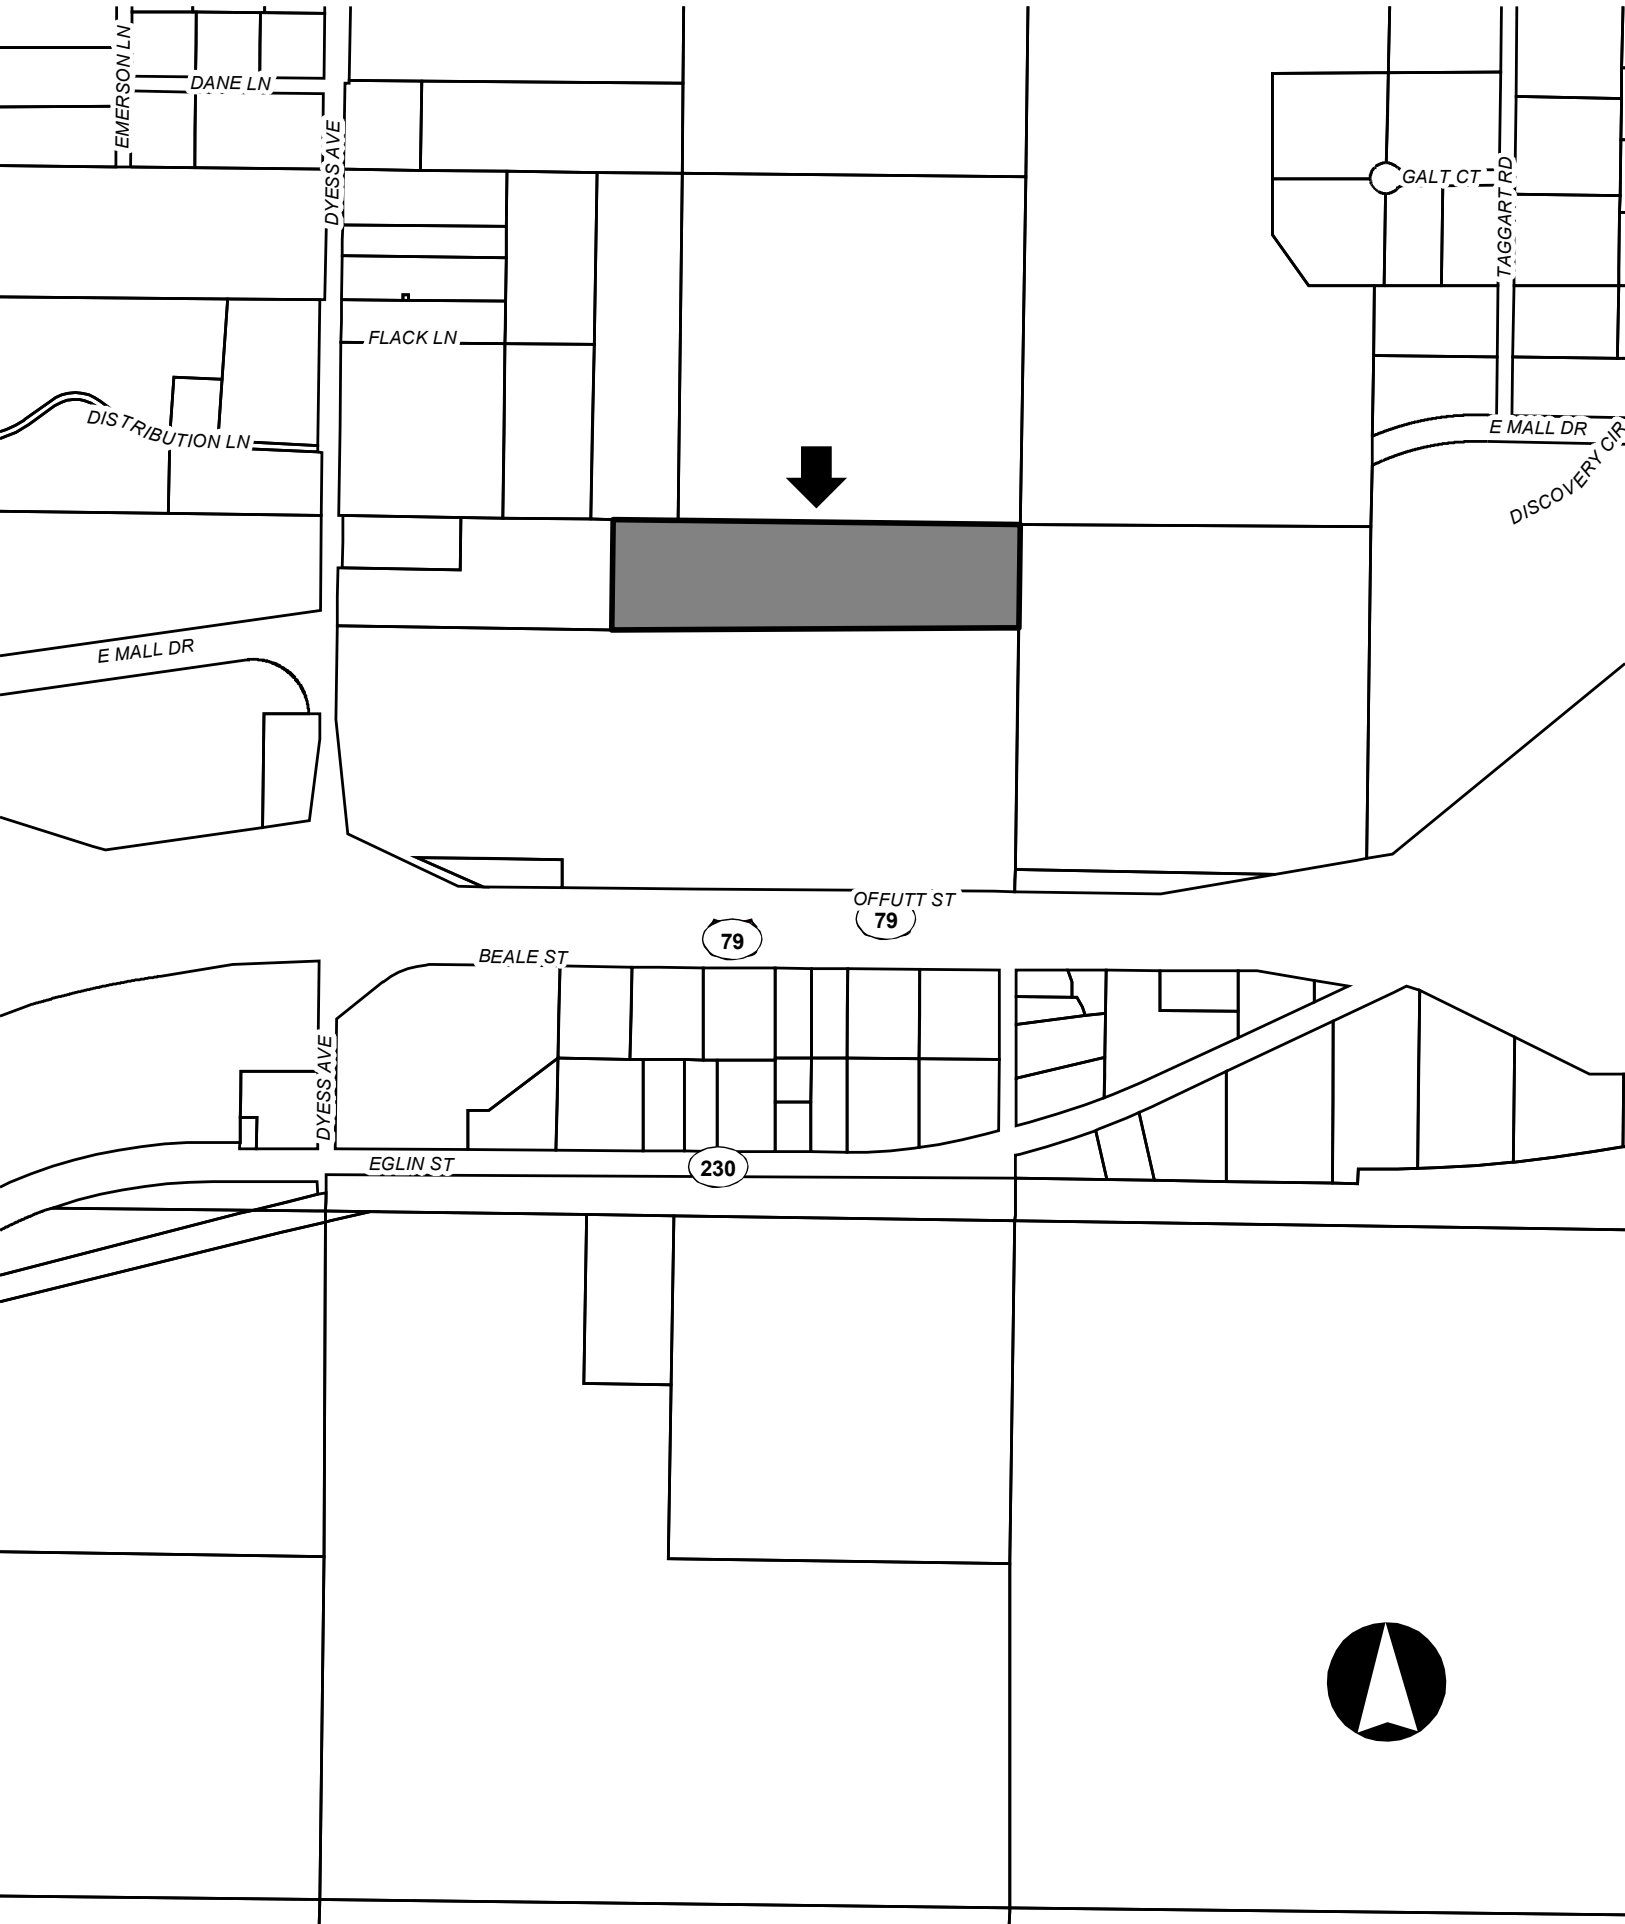 EMERSON LN
DANE LN
DYESS AVE
GALT CT
TAGGART RD
FLACK LN
DISTRIBUTION LN
E MALL DR
DISCOVERY CIR
E MALL DR
OFFUTT ST
79
79
BEALE ST
DYESS AVE
EGLIN ST
230